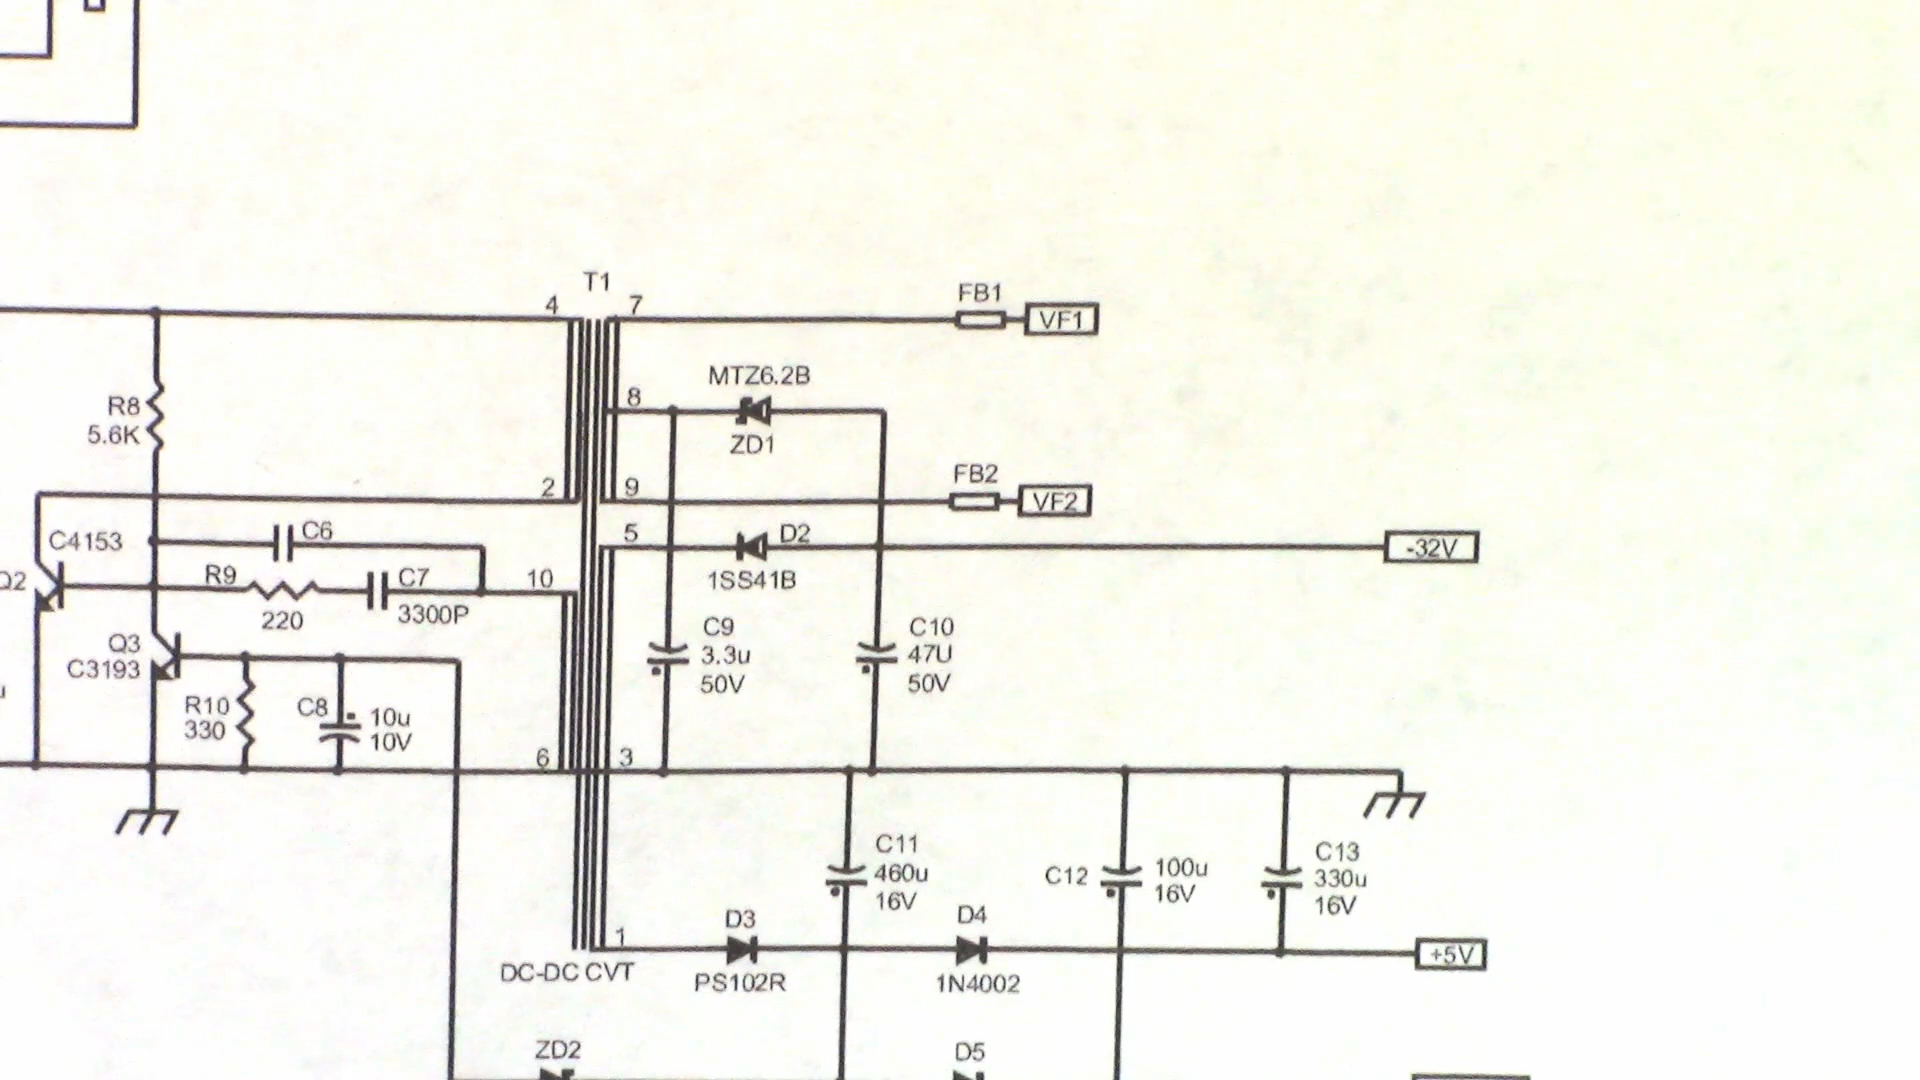 T1
4
7
FB1
VF1
MTZ6.2B
8
ZD1
R8
5.6K
2
9
FB2
VF2
5
D2
-32V
1SS41B
C4153
C6
Q2
R9
220
C7
3300P
10
Q3
C3193
R10
330
C8
10u
10V
C9
3.3u
50V
C10
47U
50V
6
3
C11
460u
16V
C12
100u
16V
C13
330u
16V
1
D3
PS102R
D4
1N4002
+5V
DC-DC CVT
ZD2
D5